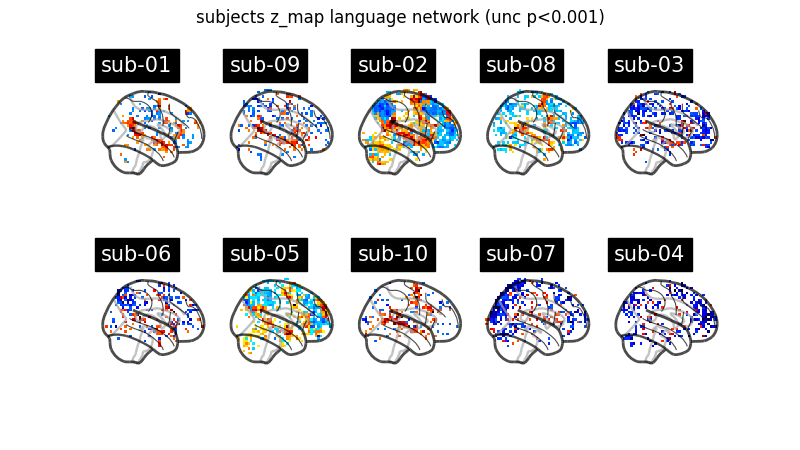 subjects z_map language network (unc p<0.001)
sub-01 sub-09 sub-02 sub-08 sub-03
sub-06 sub-05 sub-10 sub-07 sub-04